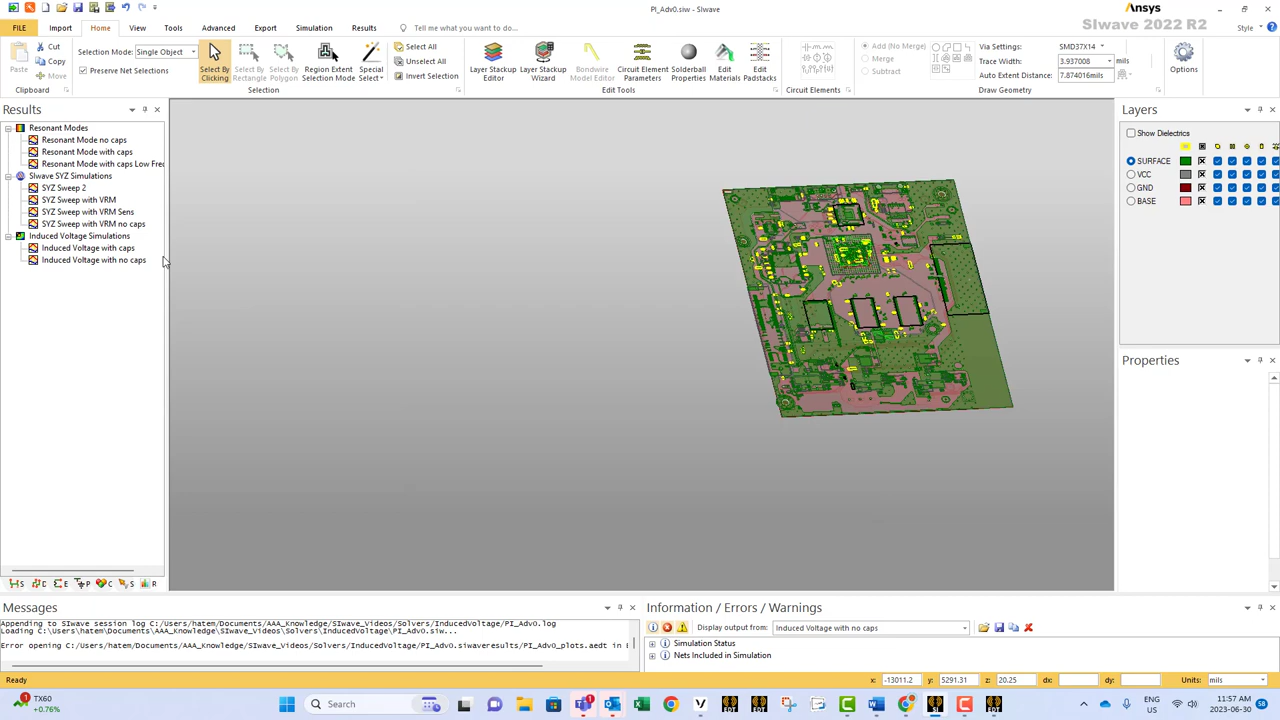 PI_Adv0.siw - SIwave
Ansys
SIwave 2022 R2
FILE Import Home View Tools Advanced Export Simulation Results Tell me what you want to do... Style
Paste Cut Copy Move
Clipboard
Selection Mode: Single Object
Preserve Net Selections
Select By Clicking
Select By Rectangle
Select By Polygon
Region Extent Selection Mode
Special Select
Select All
Unselect All
Invert Selection
Selection
Layer Stackup Editor
Layer Stackup Wizard
Bondwire Model Editor
Circuit Element Parameters
Solderball Properties
Edit Materials
Edit Padstacks
Edit Tools
Circuit Elements
Add (No Merge)
Merge
Subtract
Via Settings: SMD37X14
Trace Width: 3.937008 mils
Auto Extent Distance: 7.874016mils
Draw Geometry
Options
Results
Resonant Modes
Resonant Mode no caps
Resonant Mode with caps
Resonant Mode with caps Low Frec
SIwave SYZ Simulations
SYZ Sweep 2
SYZ Sweep with VRM
SYZ Sweep with VRM Sens
SYZ Sweep with VRM no caps
Induced Voltage Simulations
Induced Voltage with caps
Induced Voltage with no caps
S D E P C S R
Layers
Show Dielectrics
SURFACE
VCC
GND
BASE
Properties
Messages
Appending to SIwave session log C:/Users/hatem/Documents/AAA_Knowledge/SIwave_Videos/Solvers/InducedVoltage/PI_Adv0.log
Loading C:\Users\hatem\Documents\AAA_Knowledge\SIwave_Videos\Solvers\InducedVoltage\PI_Adv0.siw...
Error opening C:/Users/hatem/Documents/AAA_Knowledge/SIwave_Videos/Solvers/InducedVoltage/PI_Adv0.siwaveresults/PI_Adv0_plots.aedt in E
Information / Errors / Warnings
Display output from: Induced Voltage with no caps
Simulation Status
Nets Included in Simulation
Ready
x: -13011.2 y: 5291.31 z: 20.25 dx: dy: Units: mils
TX60
+0.76%
Search
ENG
US
11:57 AM
2023-06-30
58